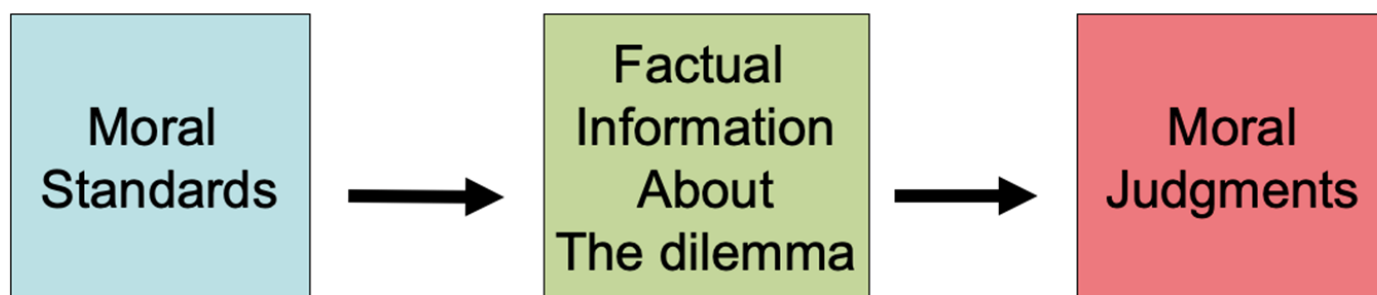 Moral
Standards
Factual
Information
About
The dilemma
Moral
Judgments